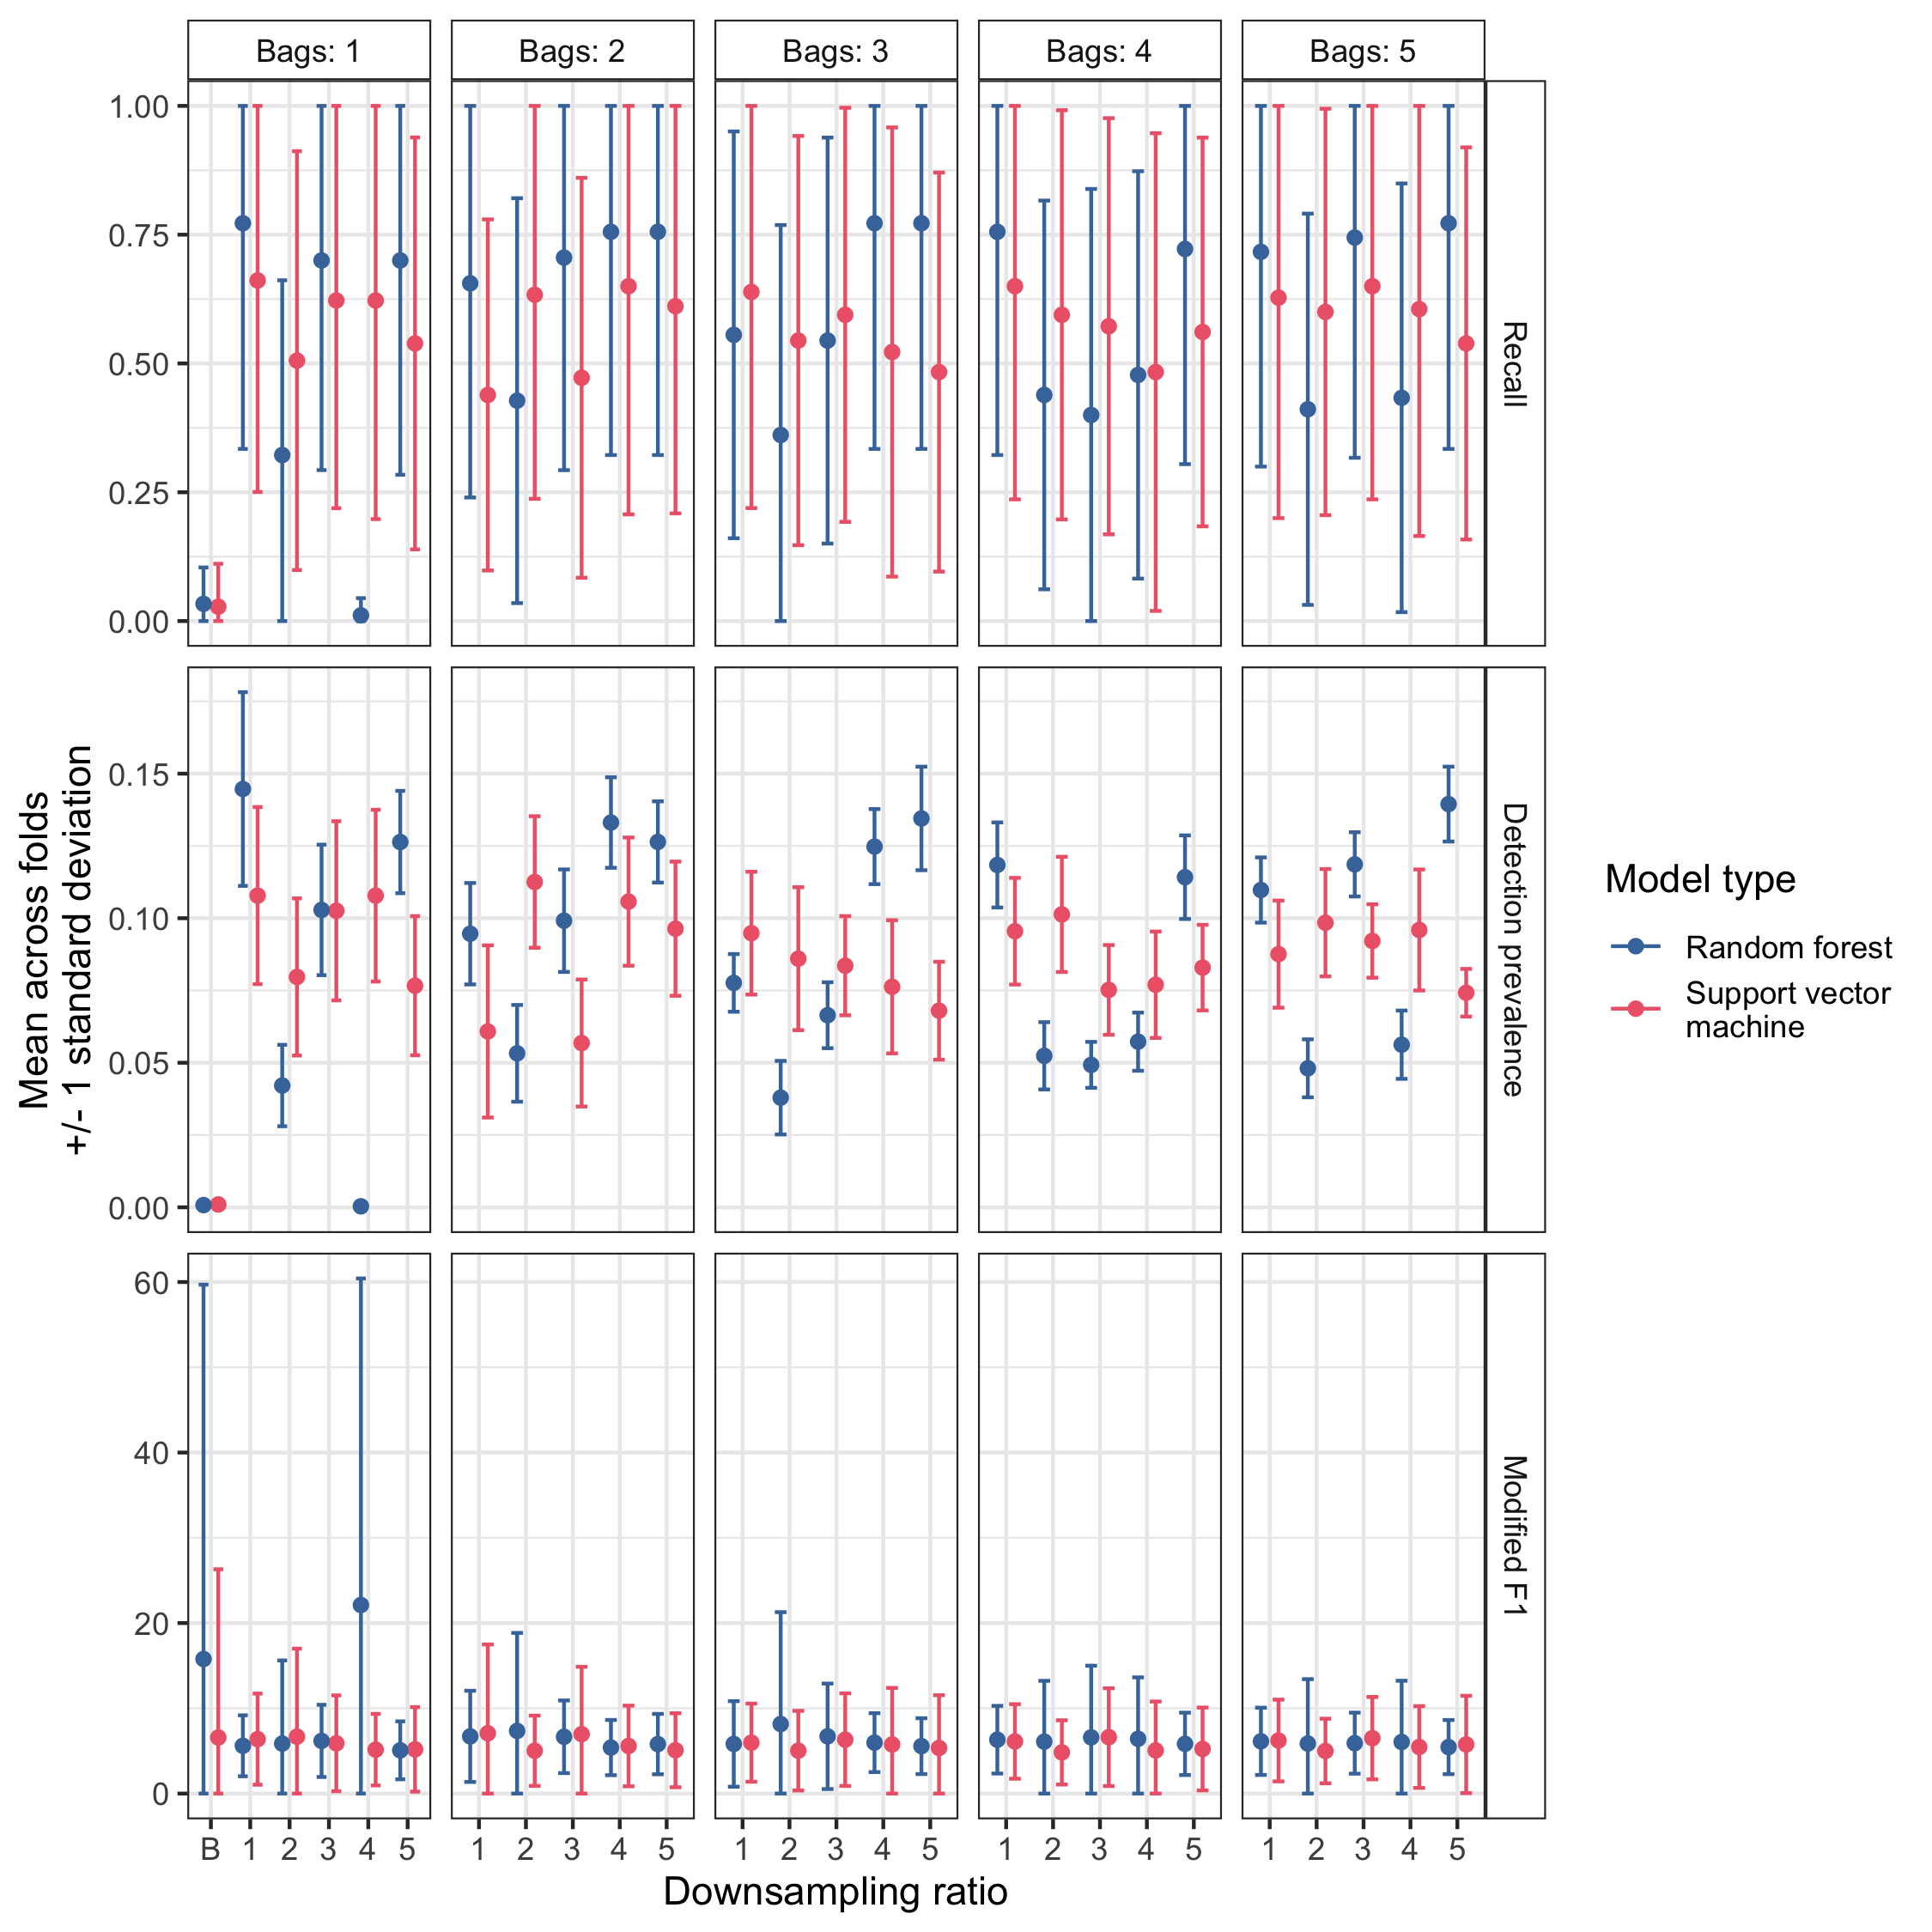 Bags: 1
Bags: 2
Bags: 3
Bags: 4
Bags: 5
1.00
0.75
0.50
0.25
0.00
Recall
0.15
0.10
0.05
0.00
Detection prevalence
60
40
20
0
Modified F1
Mean across folds
+/- 1 standard deviation
B 1 2 3 4 5
1 2 3 4 5
1 2 3 4 5
1 2 3 4 5
1 2 3 4 5
Downsampling ratio
Model type
Random forest
Support vector
machine